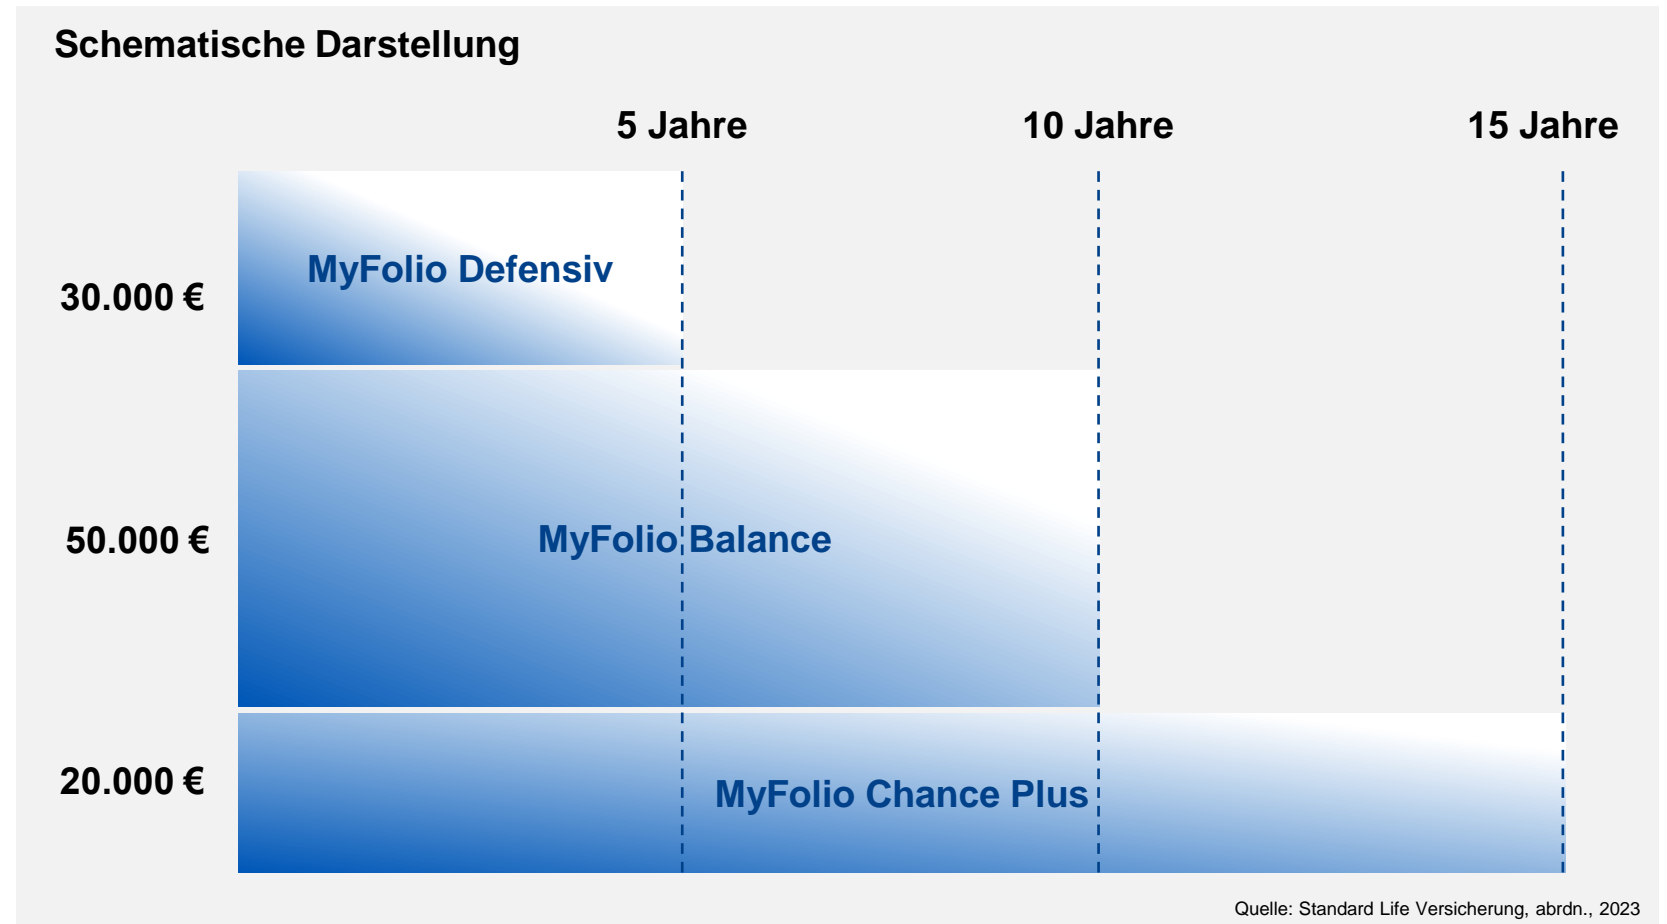 Schematische Darstellung
5 Jahre
10 Jahre
15 Jahre
MyFolio Defensiv
30.000 €
MyFolio Balance
50.000 €
20.000 €
MyFolio Chance Plus
Quelle: Standard Life Versicherung, abrdn., 2023